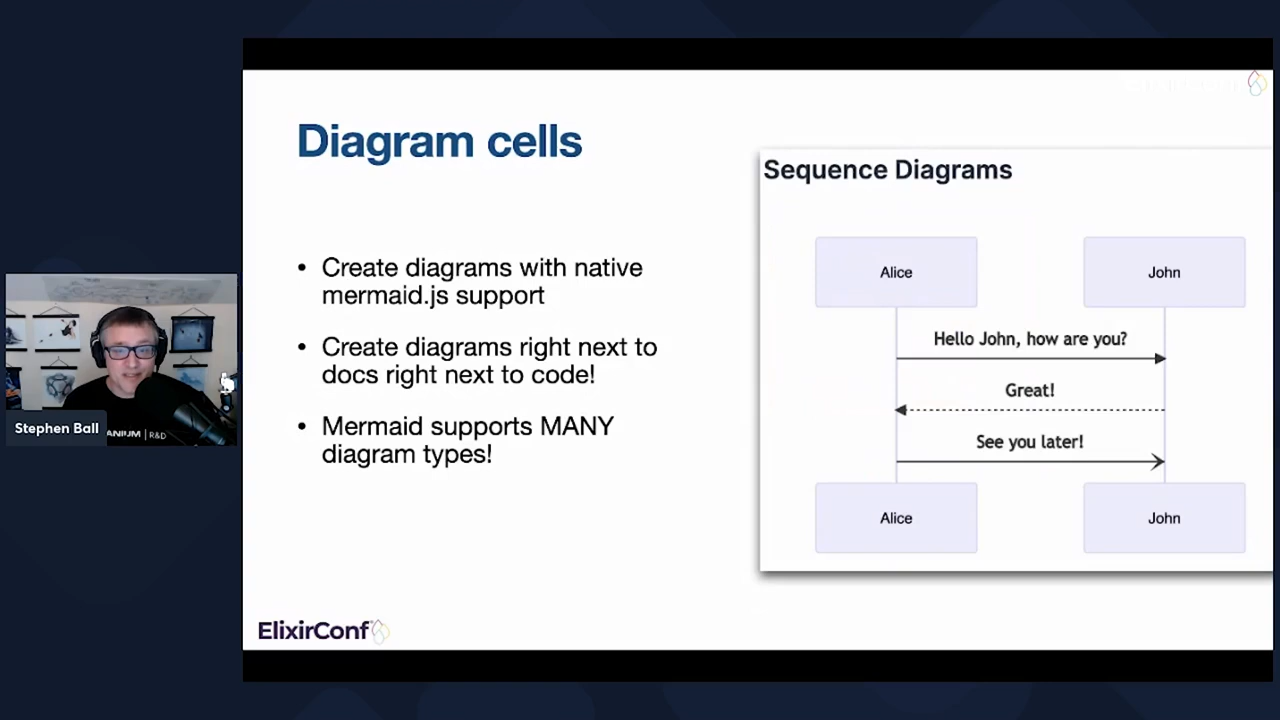 Diagram cells
• Create diagrams with native
mermaid.js support
• Create diagrams right next to
docs right next to code!
• Mermaid supports MANY
diagram types!
Sequence Diagrams
Alice
John
Hello John, how are you?
Great!
See you later!
Alice
John
Stephen Ball
ANIUM | R&D
ElixirConf